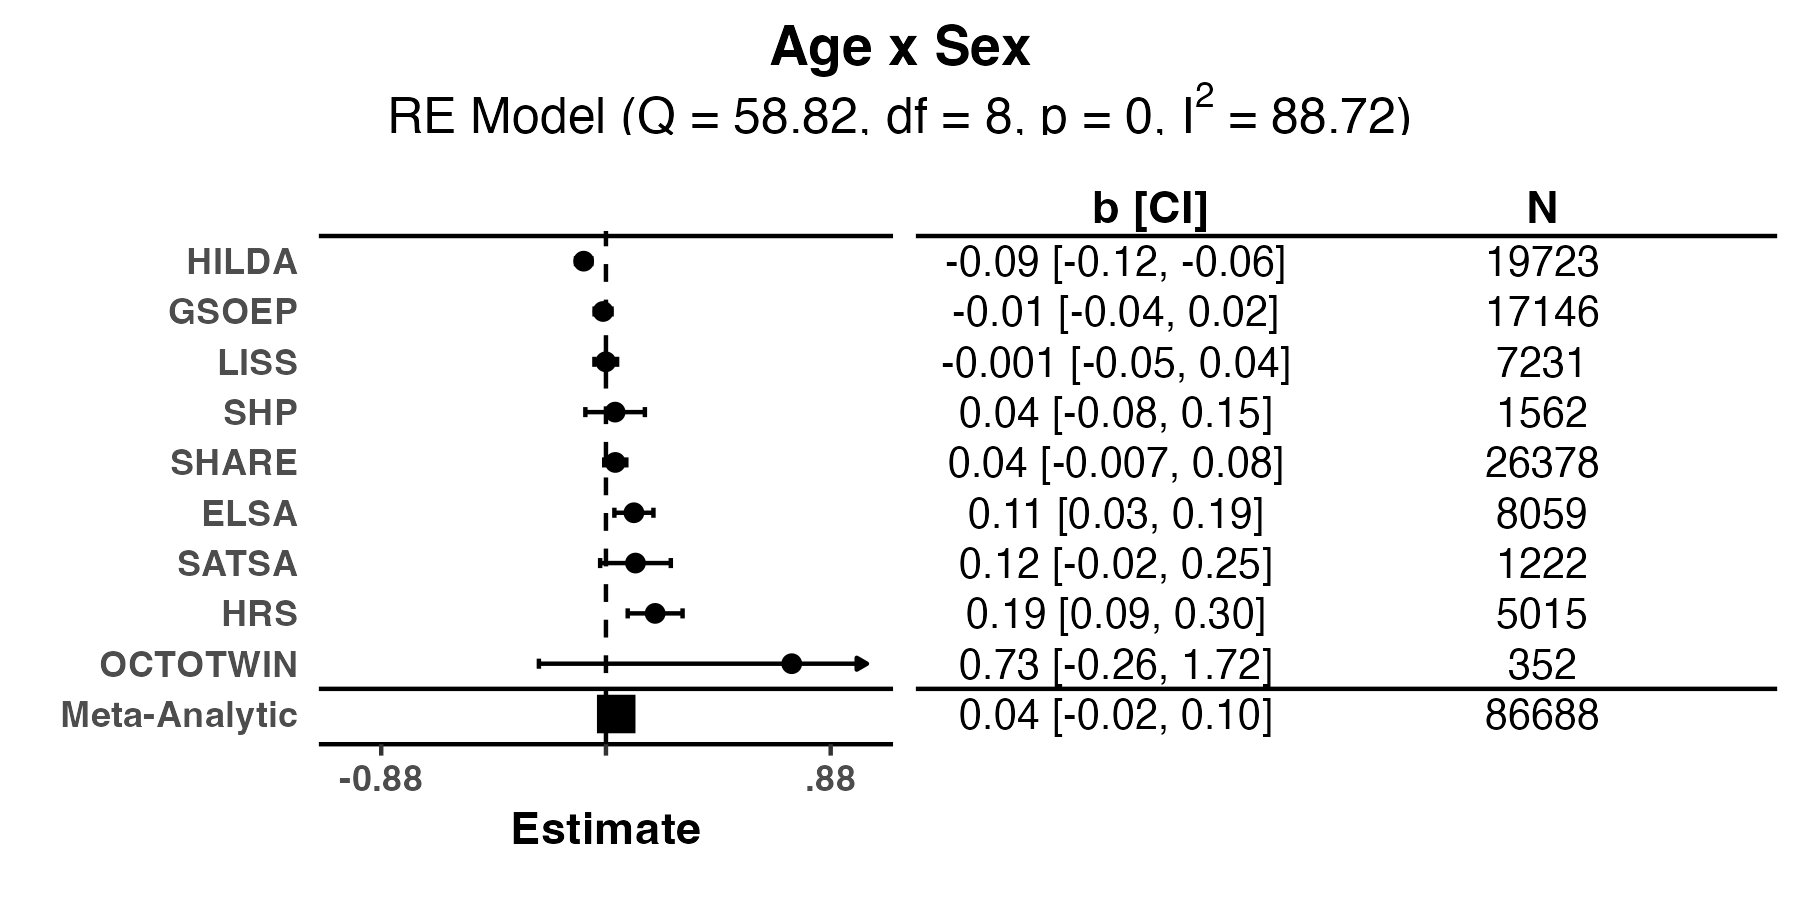 Age x Sex
RE Model (Q = 58.82, df = 8, p = 0, I² = 88.72)
b [CI] N
HILDA -0.09 [-0.12, -0.06] 19723
GSOEP -0.01 [-0.04, 0.02] 17146
LISS -0.001 [-0.05, 0.04] 7231
SHP 0.04 [-0.08, 0.15] 1562
SHARE 0.04 [-0.007, 0.08] 26378
ELSA 0.11 [0.03, 0.19] 8059
SATSA 0.12 [-0.02, 0.25] 1222
HRS 0.19 [0.09, 0.30] 5015
OCTOTWIN 0.73 [-0.26, 1.72] 352
Meta-Analytic 0.04 [-0.02, 0.10] 86688
-0.88 .88
Estimate